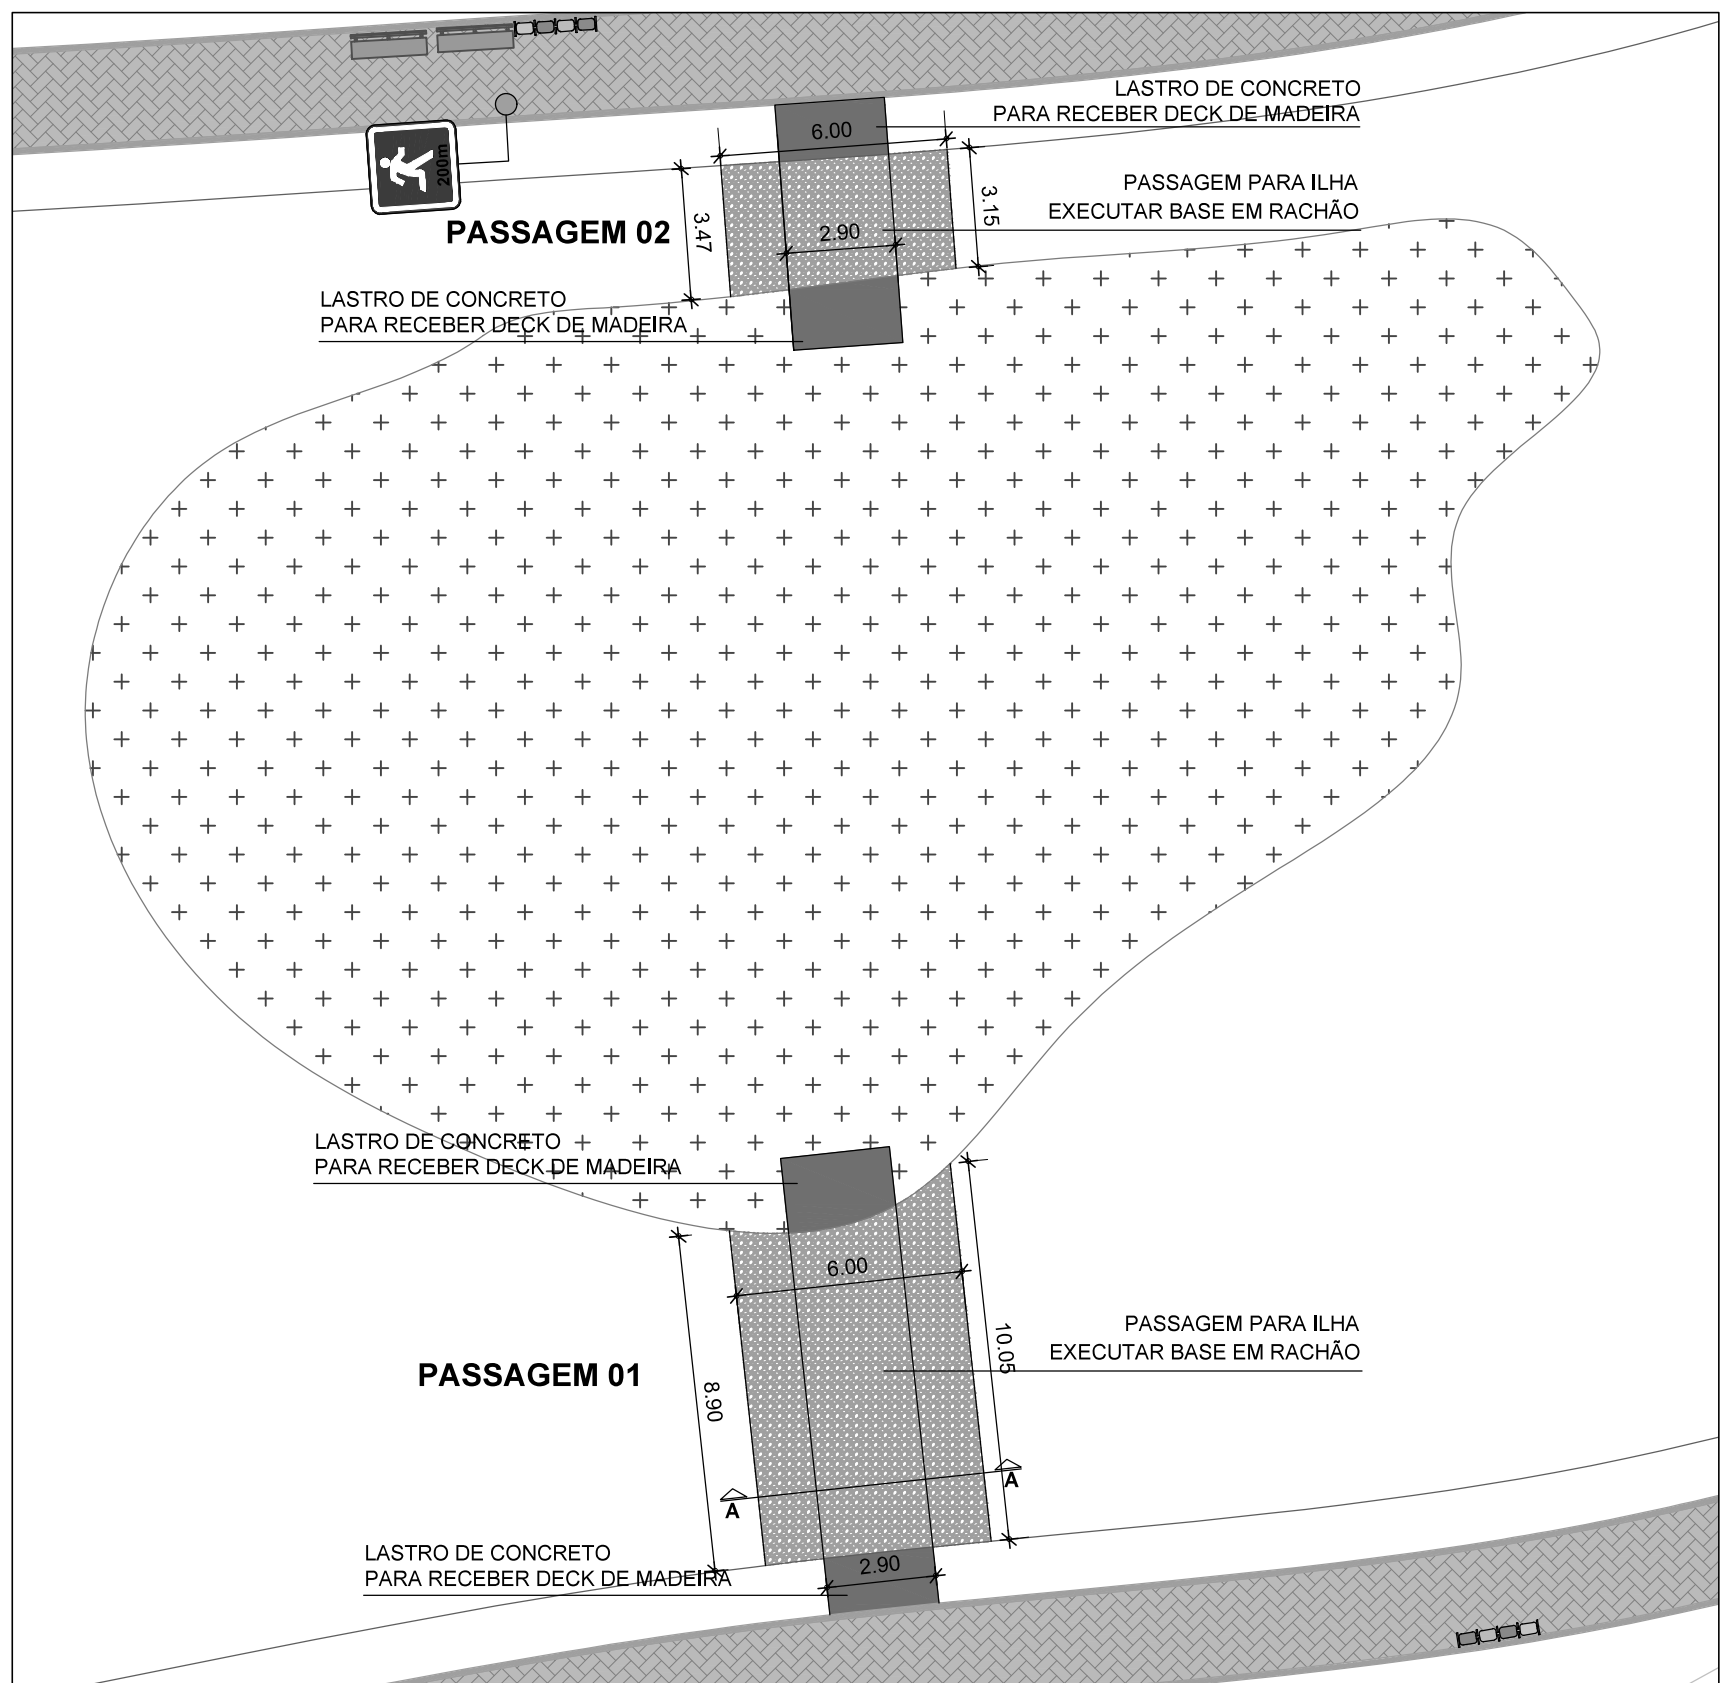 LASTRO DE CONCRETO
PARA RECEBER DECK DE MADEIRA
6.00
200m
PASSAGEM PARA ILHA
EXECUTAR BASE EM RACHÃO
3.15
3.47
PASSAGEM 02
2.90
LASTRO DE CONCRETO
PARA RECEBER DECK DE MADEIRA
LASTRO DE CONCRETO
PARA RECEBER DECK DE MADEIRA
6.00
PASSAGEM PARA ILHA
EXECUTAR BASE EM RACHÃO
10.05
PASSAGEM 01
8.90
A
A
LASTRO DE CONCRETO
PARA RECEBER DECK DE MADEIRA
2.90